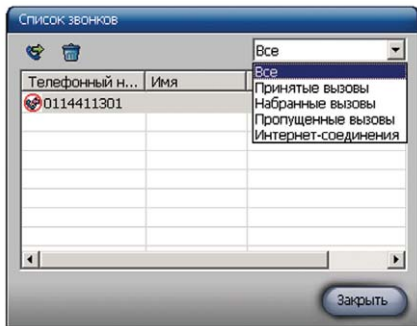 Список звонков
Все
Телефонный н... Имя
Все
Принятые вызовы
Набранные вызовы
Пропущенные вызовы
Интернет-соединения
0114411301
Закрыть